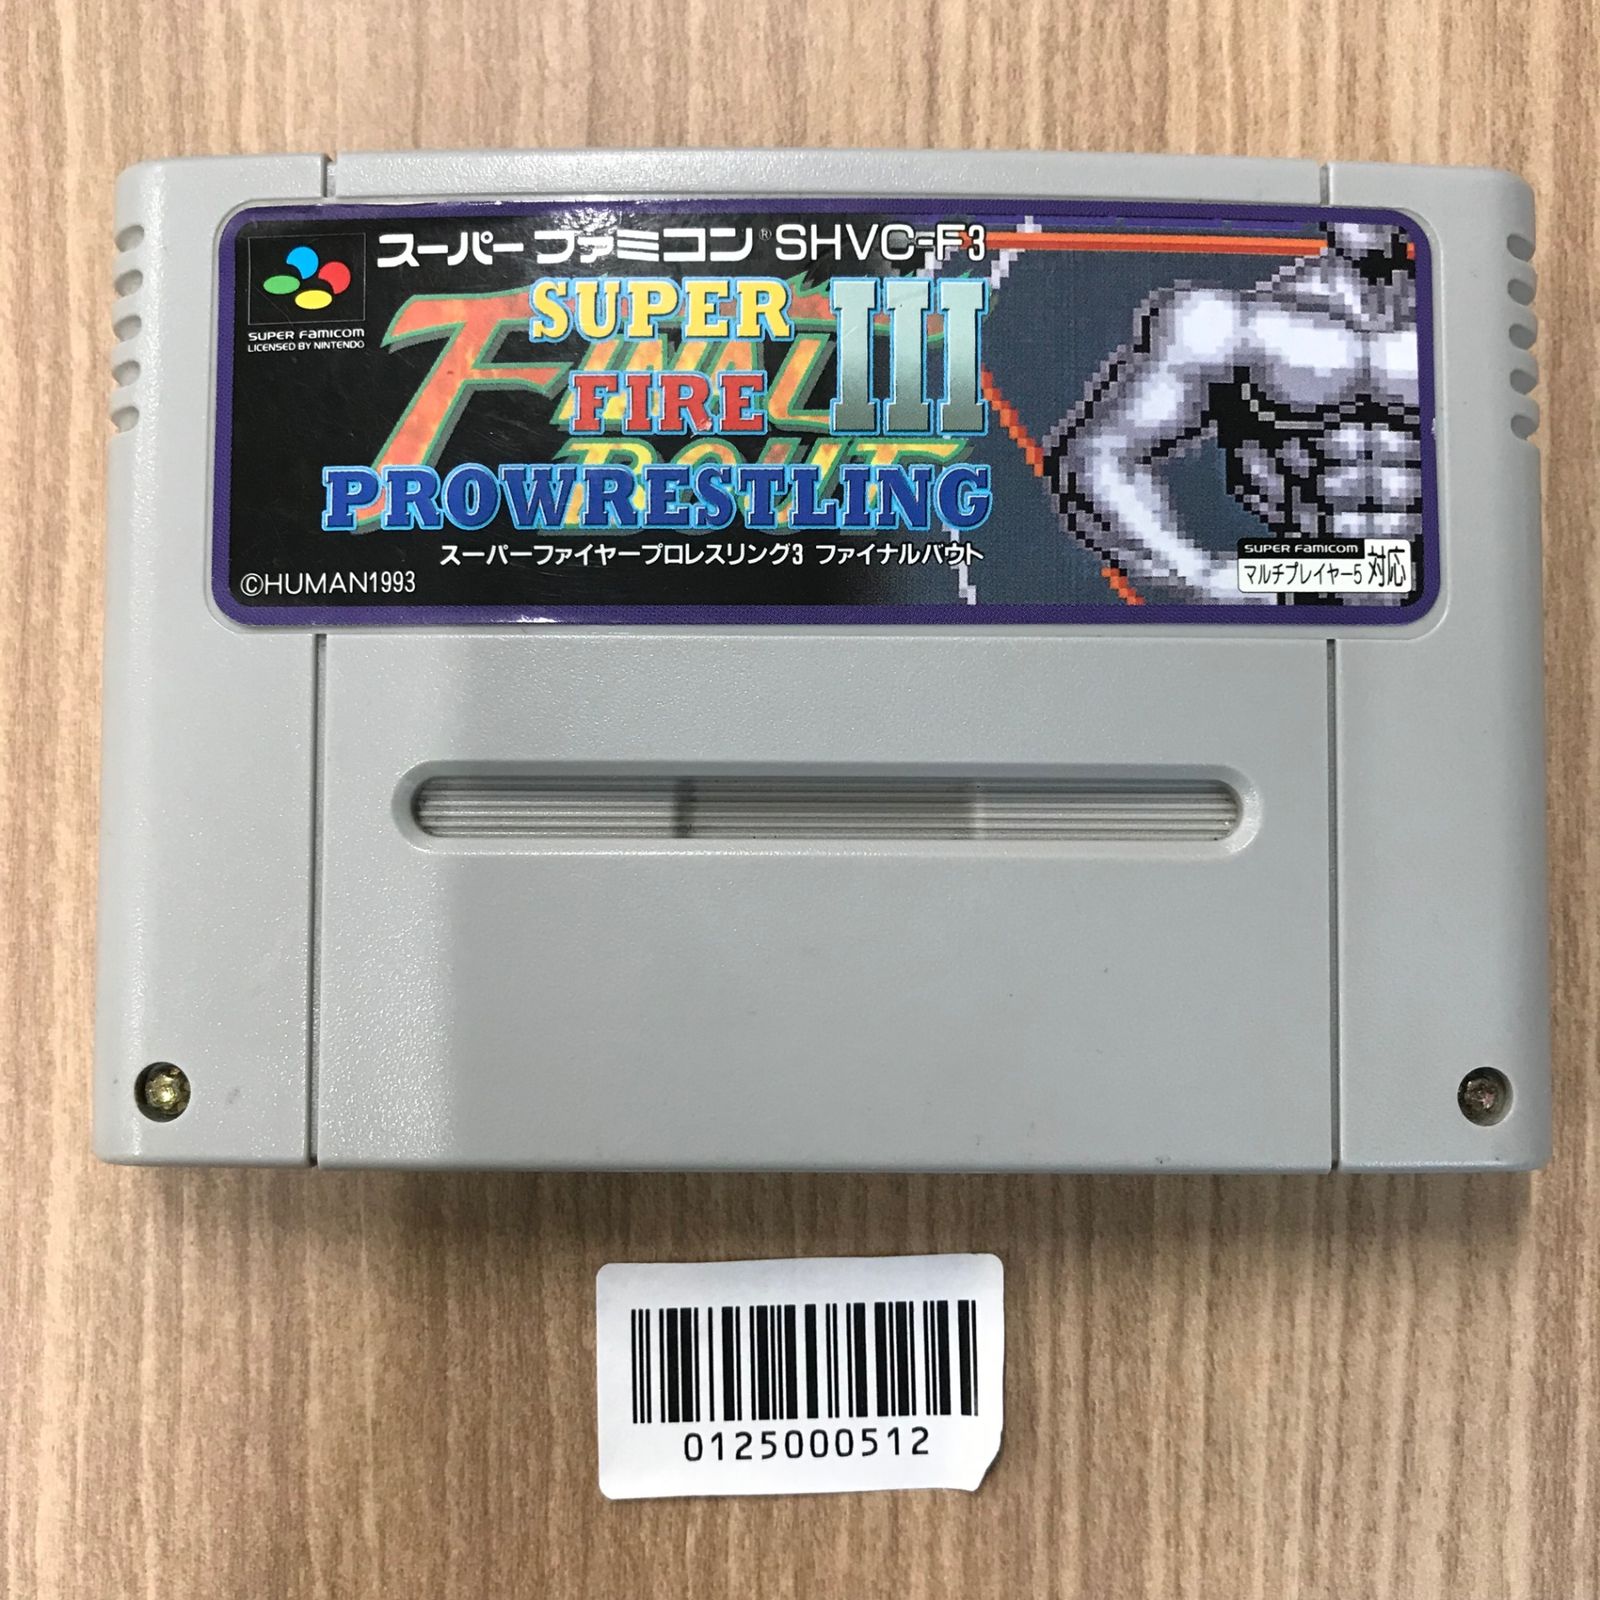 スーパー ファミコン® SHVC-F3
SUPER FAMICOM
LICENSED BY NINTENDO
SUPER III
FINAL
FIRE
BOUT
PROWRESTLING
スーパーファイヤープロレスリング3 ファイナルバウト
©HUMAN1993
SUPER FAMICOM
マルチプレイヤー5 対応
0125000512